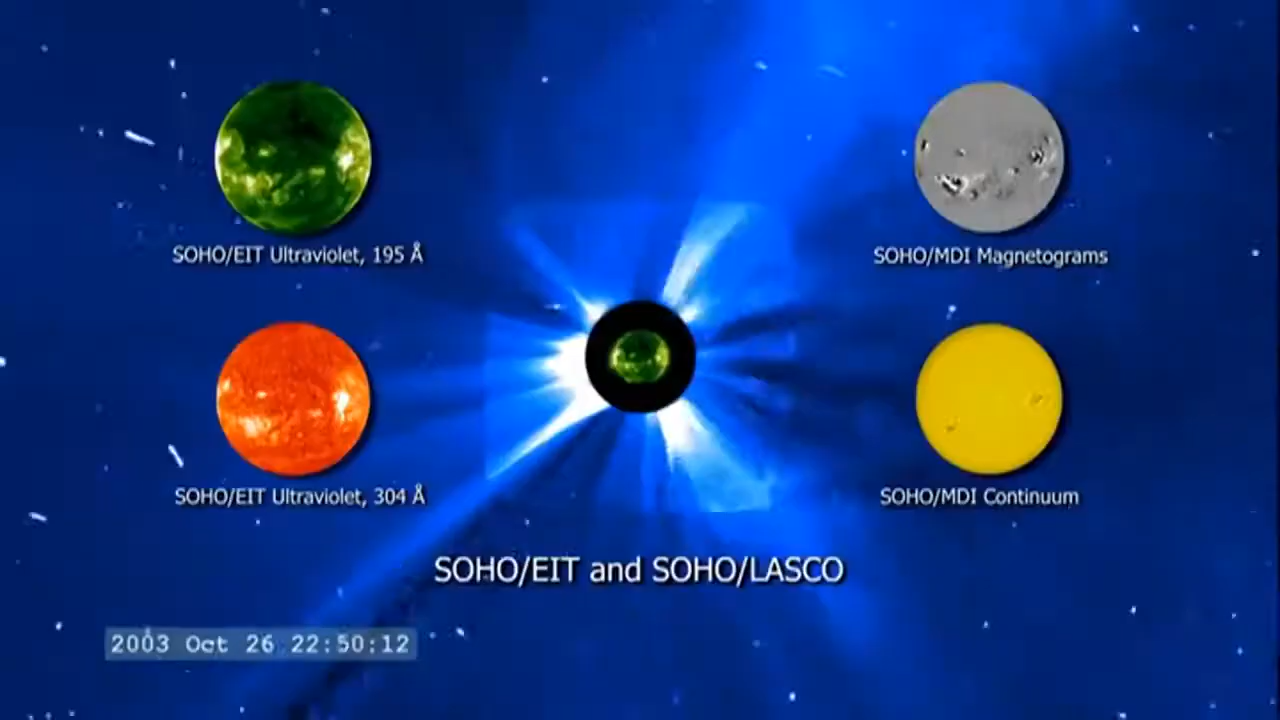 SOHO/EIT Ultraviolet, 195 Å
SOHO/MDI Magnetograms
SOHO/EIT Ultraviolet, 304 Å
SOHO/MDI Continuum
SOHO/EIT and SOHO/LASCO
2003 Oct 26 22:50:12